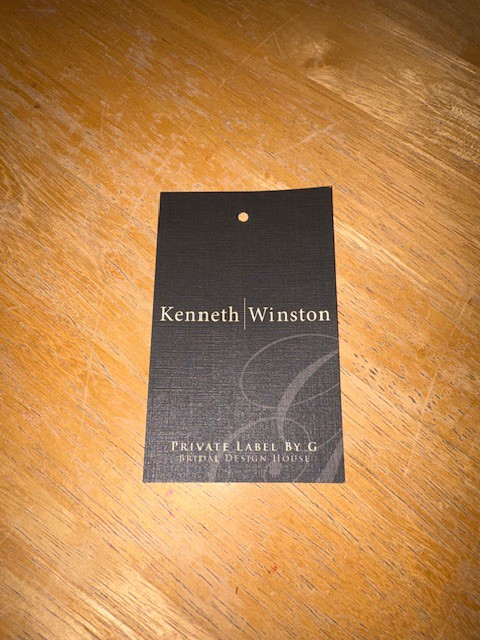 Kenneth|Winston
PRIVATE LABEL BY G
BRIDAL DESIGN HOUSE